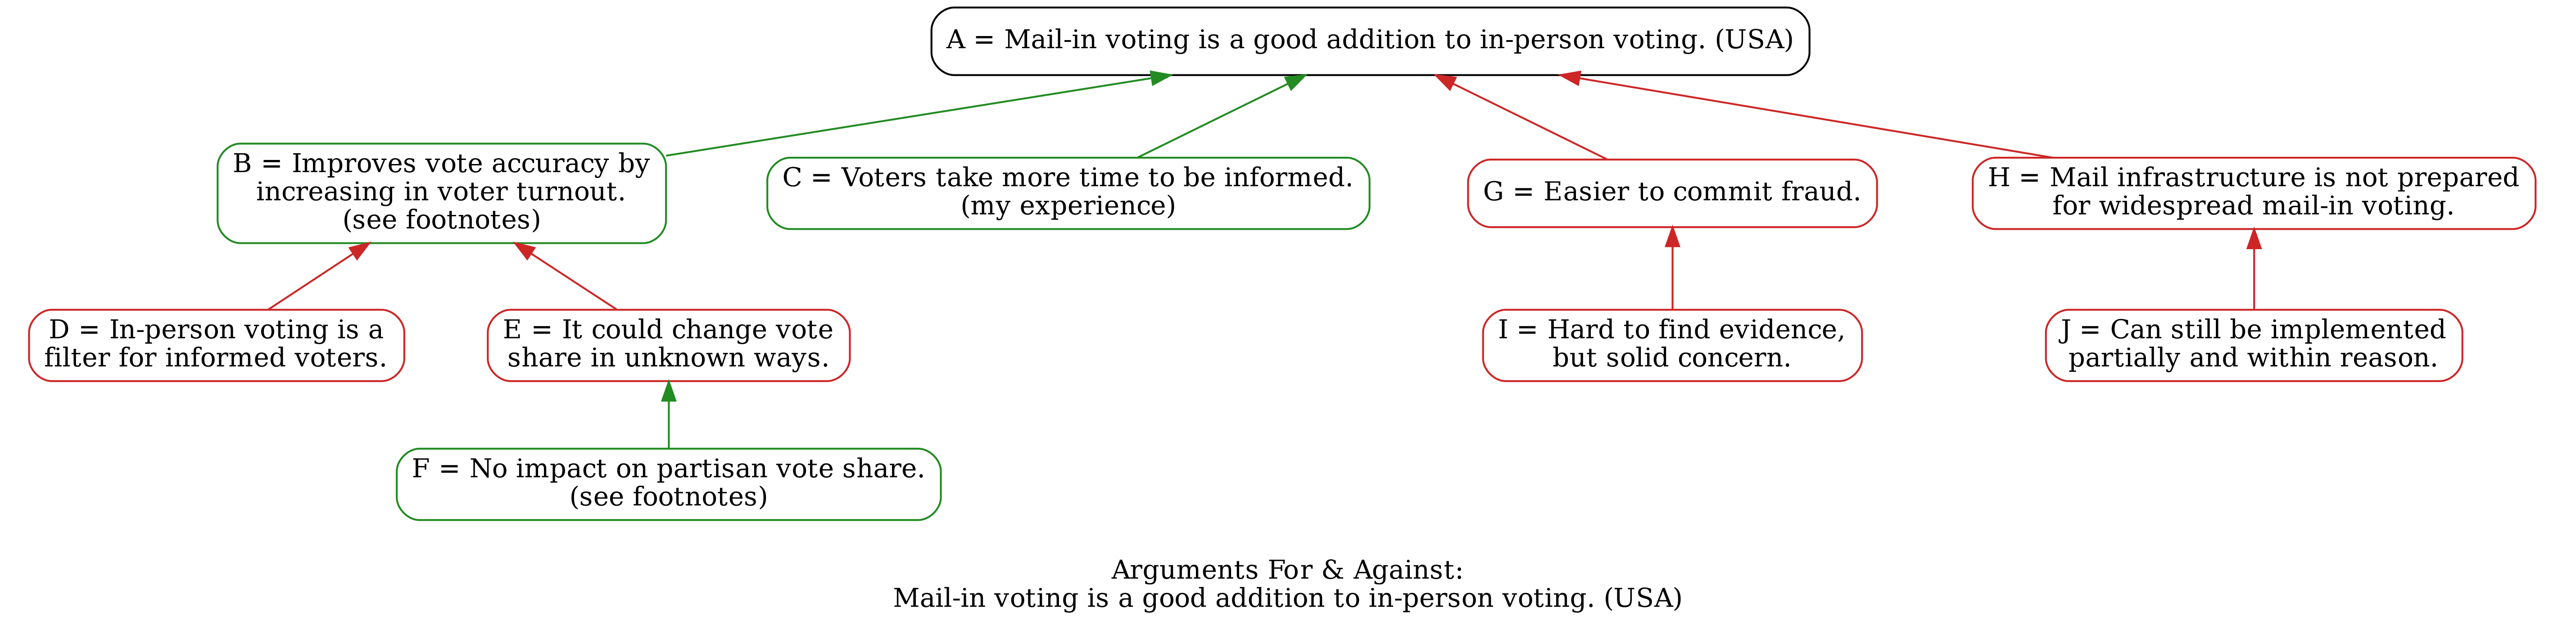 A = Mail-in voting is a good addition to in-person voting. (USA)
B = Improves vote accuracy by
increasing in voter turnout.
(see footnotes)
C = Voters take more time to be informed.
(my experience)
G = Easier to commit fraud.
H = Mail infrastructure is not prepared
for widespread mail-in voting.
D = In-person voting is a
filter for informed voters.
E = It could change vote
share in unknown ways.
I = Hard to find evidence,
but solid concern.
J = Can still be implemented
partially and within reason.
F = No impact on partisan vote share.
(see footnotes)
Arguments For & Against:
Mail-in voting is a good addition to in-person voting. (USA)